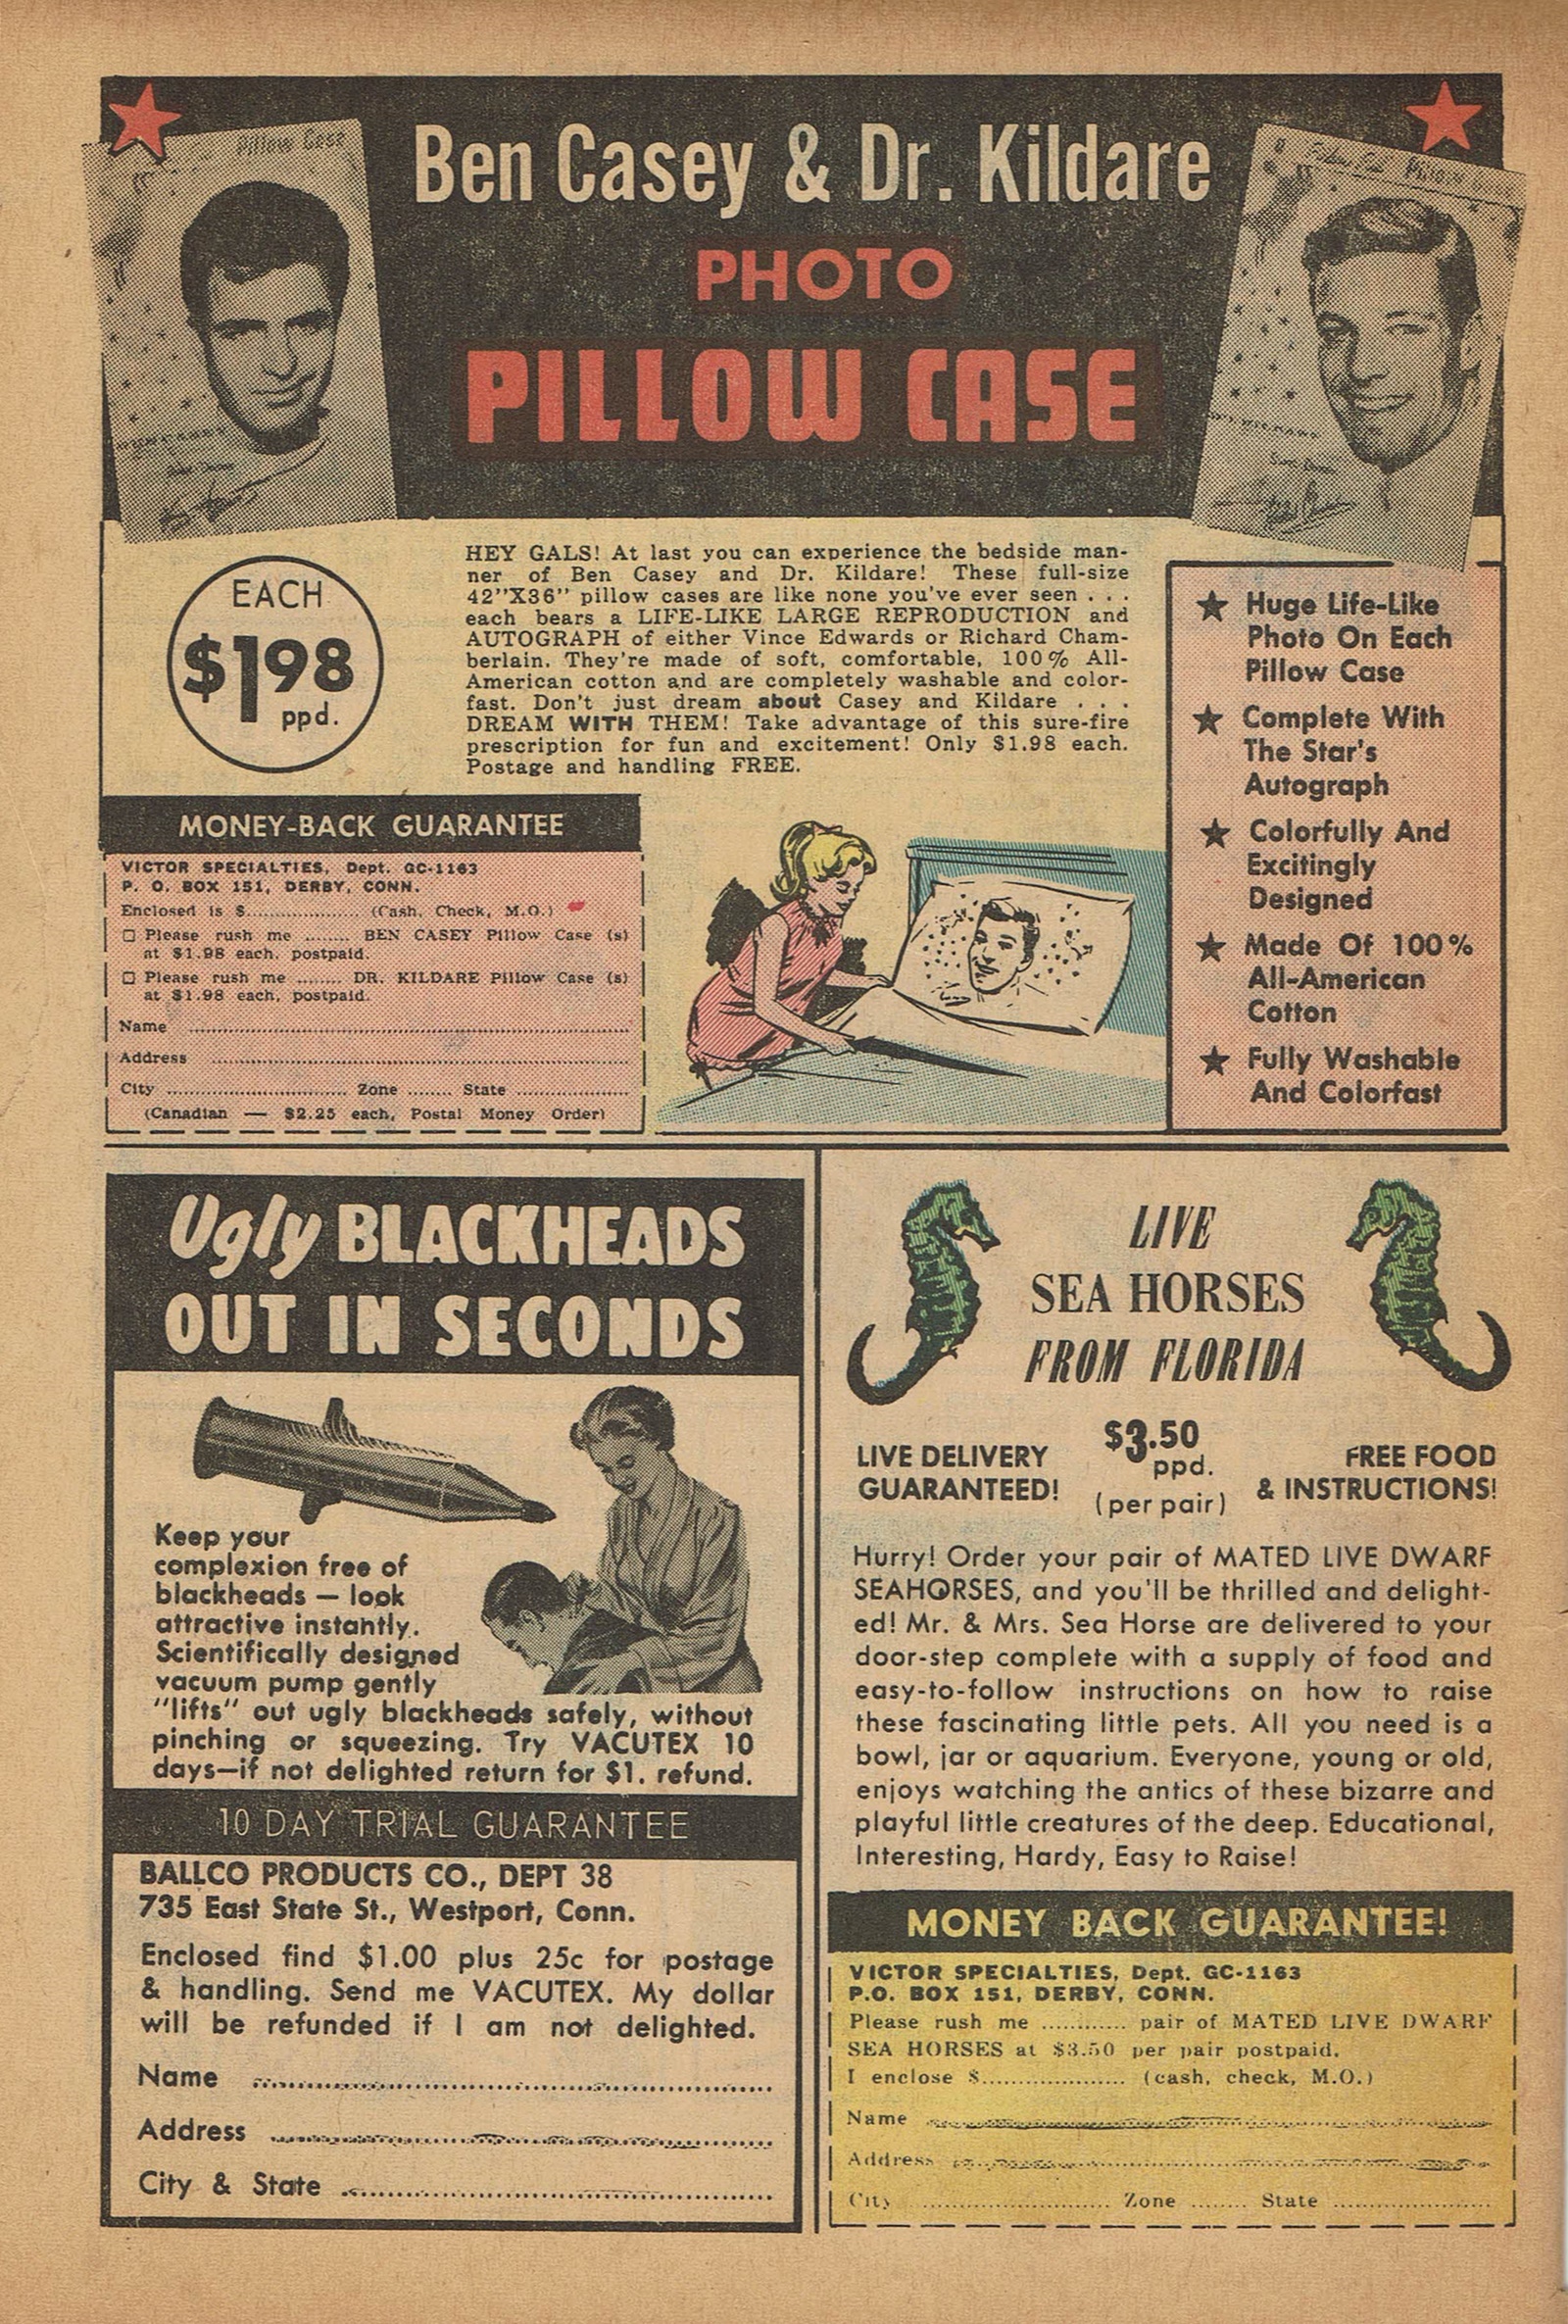 Pillow Case
Ben Casey & Dr. Kildare
PHOTO
PILLOW CASE
EACH
$1.98
ppd.
HEY GALS! At last you can experience the bedside man-
ner of Ben Casey and Dr. Kildare! These full-size
42"X36" pillow cases are like none you've ever seen . . .
each bears a LIFE-LIKE LARGE REPRODUCTION and
AUTOGRAPH of either Vince Edwards or Richard Cham-
berlain. They're made of soft, comfortable, 100% All-
American cotton and are completely washable and color-
fast. Don't just dream about Casey and Kildare . . .
DREAM WITH THEM! Take advantage of this sure-fire
prescription for fun and excitement! Only $1.98 each.
Postage and handling FREE.
★ Huge Life-Like
Photo On Each
Pillow Case
★ Complete With
The Star's
Autograph
★ Colorfully And
Excitingly
Designed
★ Made Of 100%
All-American
Cotton
★ Fully Washable
And Colorfast
MONEY-BACK GUARANTEE
VICTOR SPECIALTIES, Dept. GC-1163
P. O. BOX 151, DERBY, CONN.
Enclosed is $.................... (Cash, Check, M.O.)
☐ Please rush me ........ BEN CASEY Pillow Case (s)
at $1.98 each, postpaid.
☐ Please rush me ........ DR. KILDARE Pillow Case (s)
at $1.98 each, postpaid.
Name ................................
Address ................................
City ................................ Zone ........ State ....................
(Canadian — $2.25 each, Postal Money Order)
Ugly BLACKHEADS
OUT IN SECONDS
Keep your
complexion free of
blackheads — look
attractive instantly.
Scientifically designed
vacuum pump gently
"lifts" out ugly blackheads safely, without
pinching or squeezing. Try VACUTEX 10
days—if not delighted return for $1. refund.
10 DAY TRIAL GUARANTEE
BALLCO PRODUCTS CO., DEPT 38
735 East State St., Westport, Conn.
Enclosed find $1.00 plus 25c for postage
& handling. Send me VACUTEX. My dollar
will be refunded if I am not delighted.
Name ................................
Address ................................
City & State ................................
LIVE
SEA HORSES
FROM FLORIDA
LIVE DELIVERY
GUARANTEED!
$3.50
ppd.
(per pair)
FREE FOOD
& INSTRUCTIONS!
Hurry! Order your pair of MATED LIVE DWARF
SEAHORSES, and you'll be thrilled and delight-
ed! Mr. & Mrs. Sea Horse are delivered to your
door-step complete with a supply of food and
easy-to-follow instructions on how to raise
these fascinating little pets. All you need is a
bowl, jar or aquarium. Everyone, young or old,
enjoys watching the antics of these bizarre and
playful little creatures of the deep. Educational,
Interesting, Hardy, Easy to Raise!
MONEY BACK GUARANTEE!
VICTOR SPECIALTIES, Dept. GC-1163
P.O. BOX 151, DERBY, CONN.
Please rush me ............ pair of MATED LIVE DWARF
SEA HORSES at $3.50 per pair postpaid.
I enclose $.................... (cash, check, M.O.)
Name ................................
Address ................................
City ............................ Zone ........ State ......................